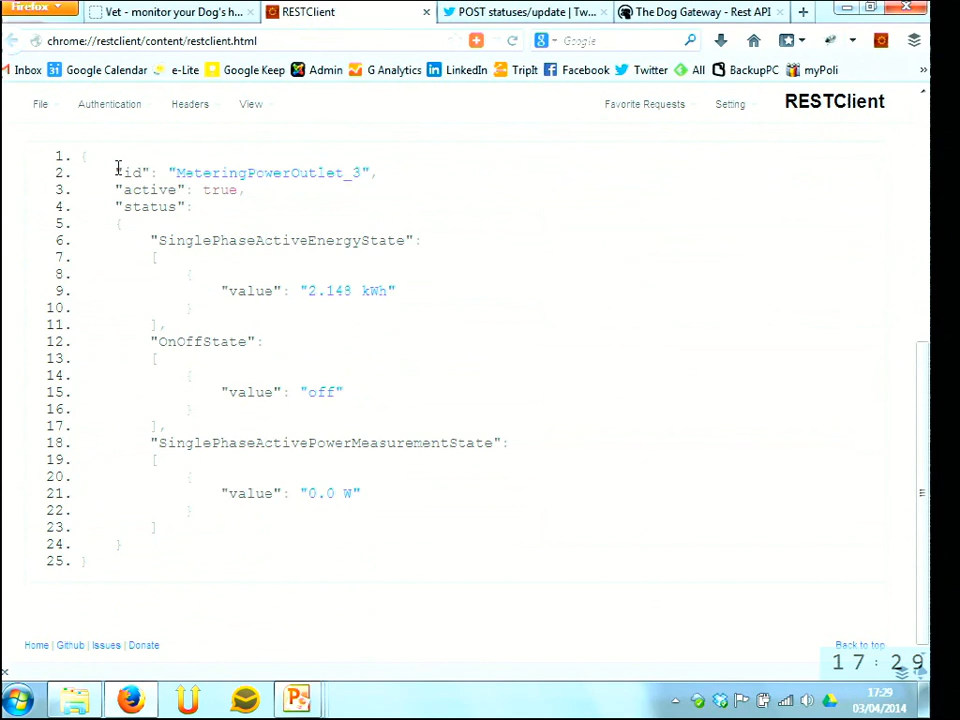 Firefox
Vet - monitor your Dog's h...
RESTClient
POST statuses/update | Tw...
The Dog Gateway - Rest API
chrome://restclient/content/restclient.html
Google
Inbox
Google Calendar
e-Lite
Google Keep
Admin
G Analytics
LinkedIn
TripIt
Facebook
Twitter
All
BackupPC
myPoli
File
Authentication
Headers
View
Favorite Requests
Setting
RESTClient
1. {
2. "id": "MeteringPowerOutlet_3",
3. "active": true,
4. "status":
5. {
6. "SinglePhaseActiveEnergyState":
7. [
8. {
9. "value": "2.148 kWh"
10. }
11. ],
12. "OnOffState":
13. [
14. {
15. "value": "off"
16. }
17. ],
18. "SinglePhaseActivePowerMeasurementState":
19. [
20. {
21. "value": "0.0 W"
22. }
23. ]
24. }
25. }
Home | Github | Issues | Donate
Back to top
17:29
17:29
03/04/2014